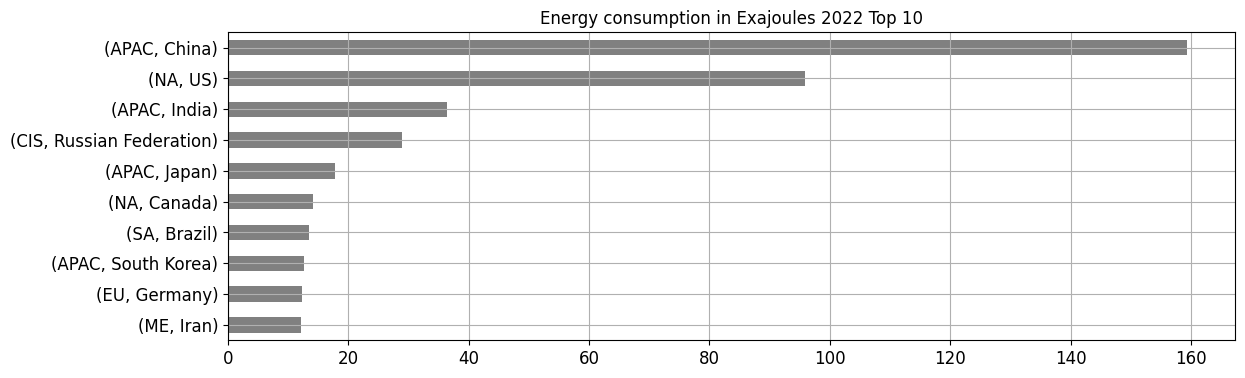 Energy consumption in Exajoules 2022 Top 10
(APAC, China)
(NA, US)
(APAC, India)
(CIS, Russian Federation)
(APAC, Japan)
(NA, Canada)
(SA, Brazil)
(APAC, South Korea)
(EU, Germany)
(ME, Iran)
0 20 40 60 80 100 120 140 160